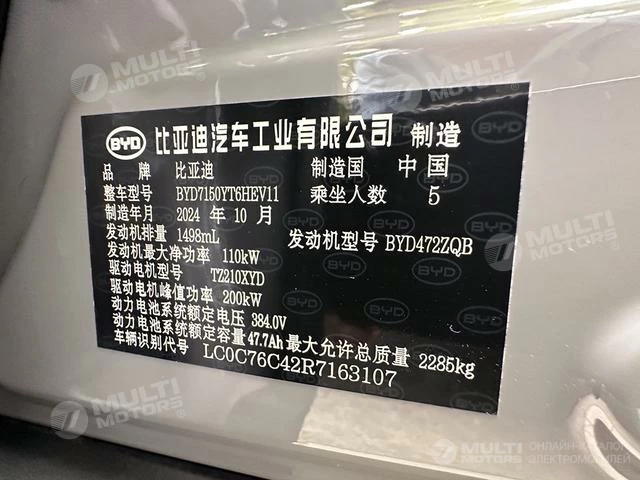 BYD 比亚迪汽车工业有限公司 制造
品牌 比亚迪 制造国 中国
整车型号 BYD7150YT6HEV11 乘坐人数 5
制造年月 2024 年 10 月
发动机排量 1498mL 发动机型号 BYD472ZQB
发动机最大净功率 110kW
驱动电机型号 TZ210XYD
驱动电机峰值功率 200kW
动力电池系统额定电压 384.0V
动力电池系统额定容量 47.7Ah 最大允许总质量 2285kg
车辆识别代号 LC0C76C42R7163107
MULTI MOTORS
MULTI MOTORS
MULTI MOTORS
MULTI MOTORS
MULTI MOTORS ОНЛАЙН-КАТАЛОГ ЭЛЕКТРОМОБИЛЕЙ